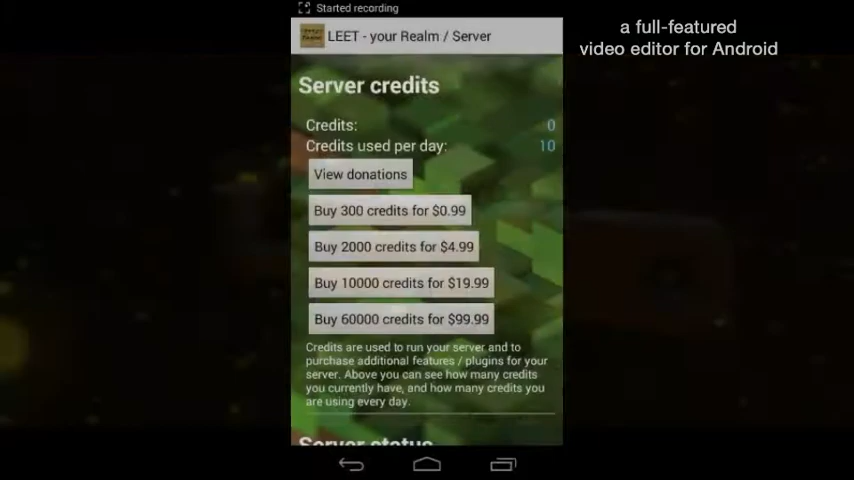 Started recording
a full-featured
video editor for Android
LEET - your Realm / Server
Server credits
Credits: 0
Credits used per day: 10
View donations
Buy 300 credits for $0.99
Buy 2000 credits for $4.99
Buy 10000 credits for $19.99
Buy 60000 credits for $99.99
Credits are used to run your server and to
purchase additional features / plugins for your
server. Above you can see how many credits
you currently have, and how many credits you
are using every day.
Server status